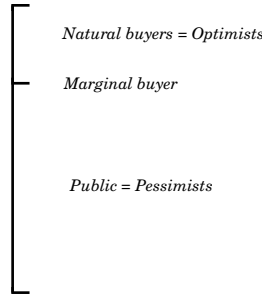 Natural buyers = Optimists
Marginal buyer
Public = Pessimists